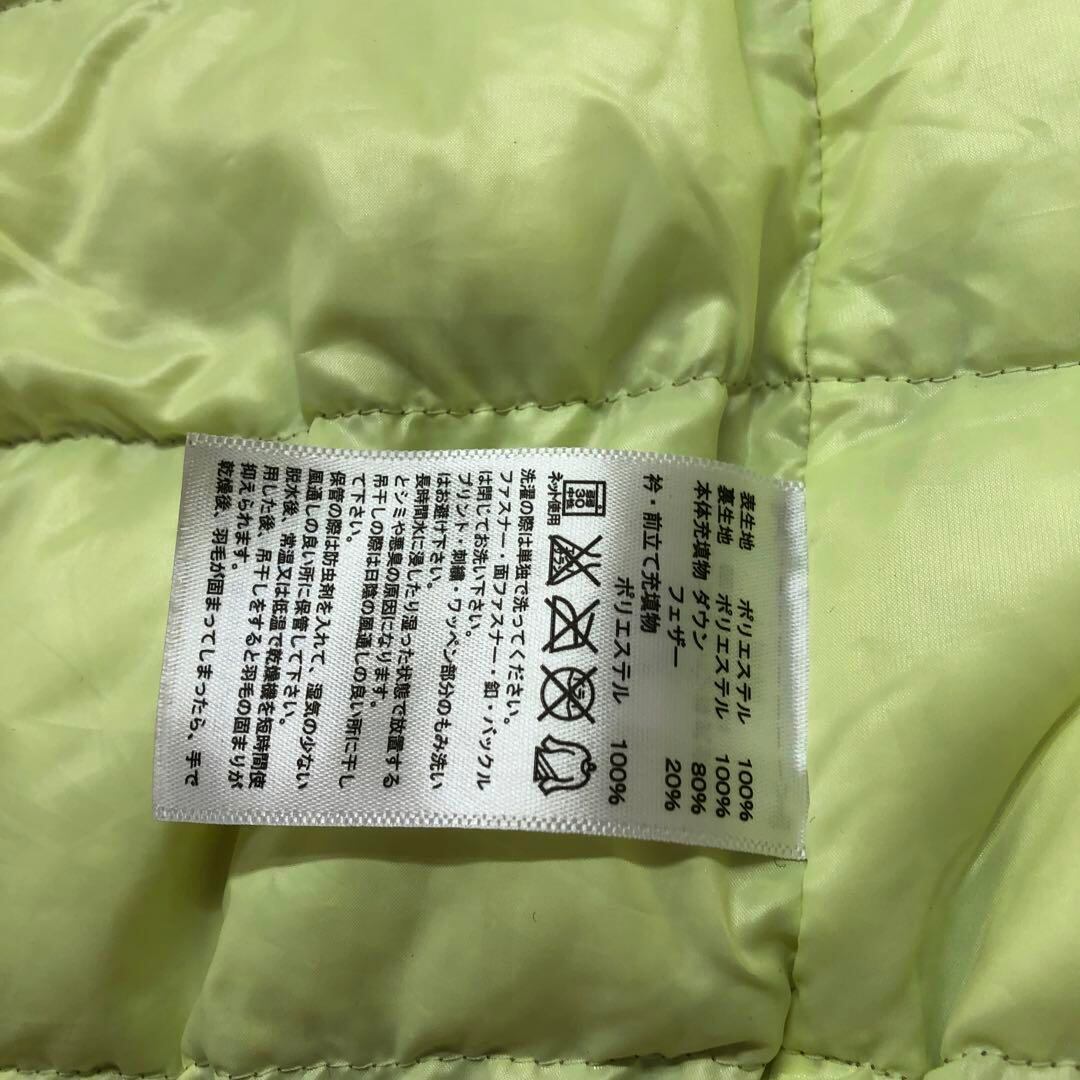 表生地 ポリエステル 100%
裏生地 ポリエステル 100%
本体充填物 ダウン 80%
フェザー 20%
衿・前立て充填物
ポリエステル 100%
30
中性
ネット使用
洗濯の際は単独で洗ってください。
ファスナー・面ファスナー・釦・バックル
は閉じてお洗い下さい。
プリント・刺繍・ワッペン部分のもみ洗い
はお避け下さい。
長時間水に浸したり湿った状態で放置する
とシミや悪臭の原因になります。
吊干しの際は日陰の風通しの良い所に干し
て下さい。
保管の際は防虫剤を入れて、湿気の少ない
風通しの良い所に保管して下さい。
脱水後、常温又は低温で乾燥機を短時間使
用した後、吊干しをすると羽毛の固まりが
抑えられます。
乾燥後、羽毛が固まってしまったら、手で